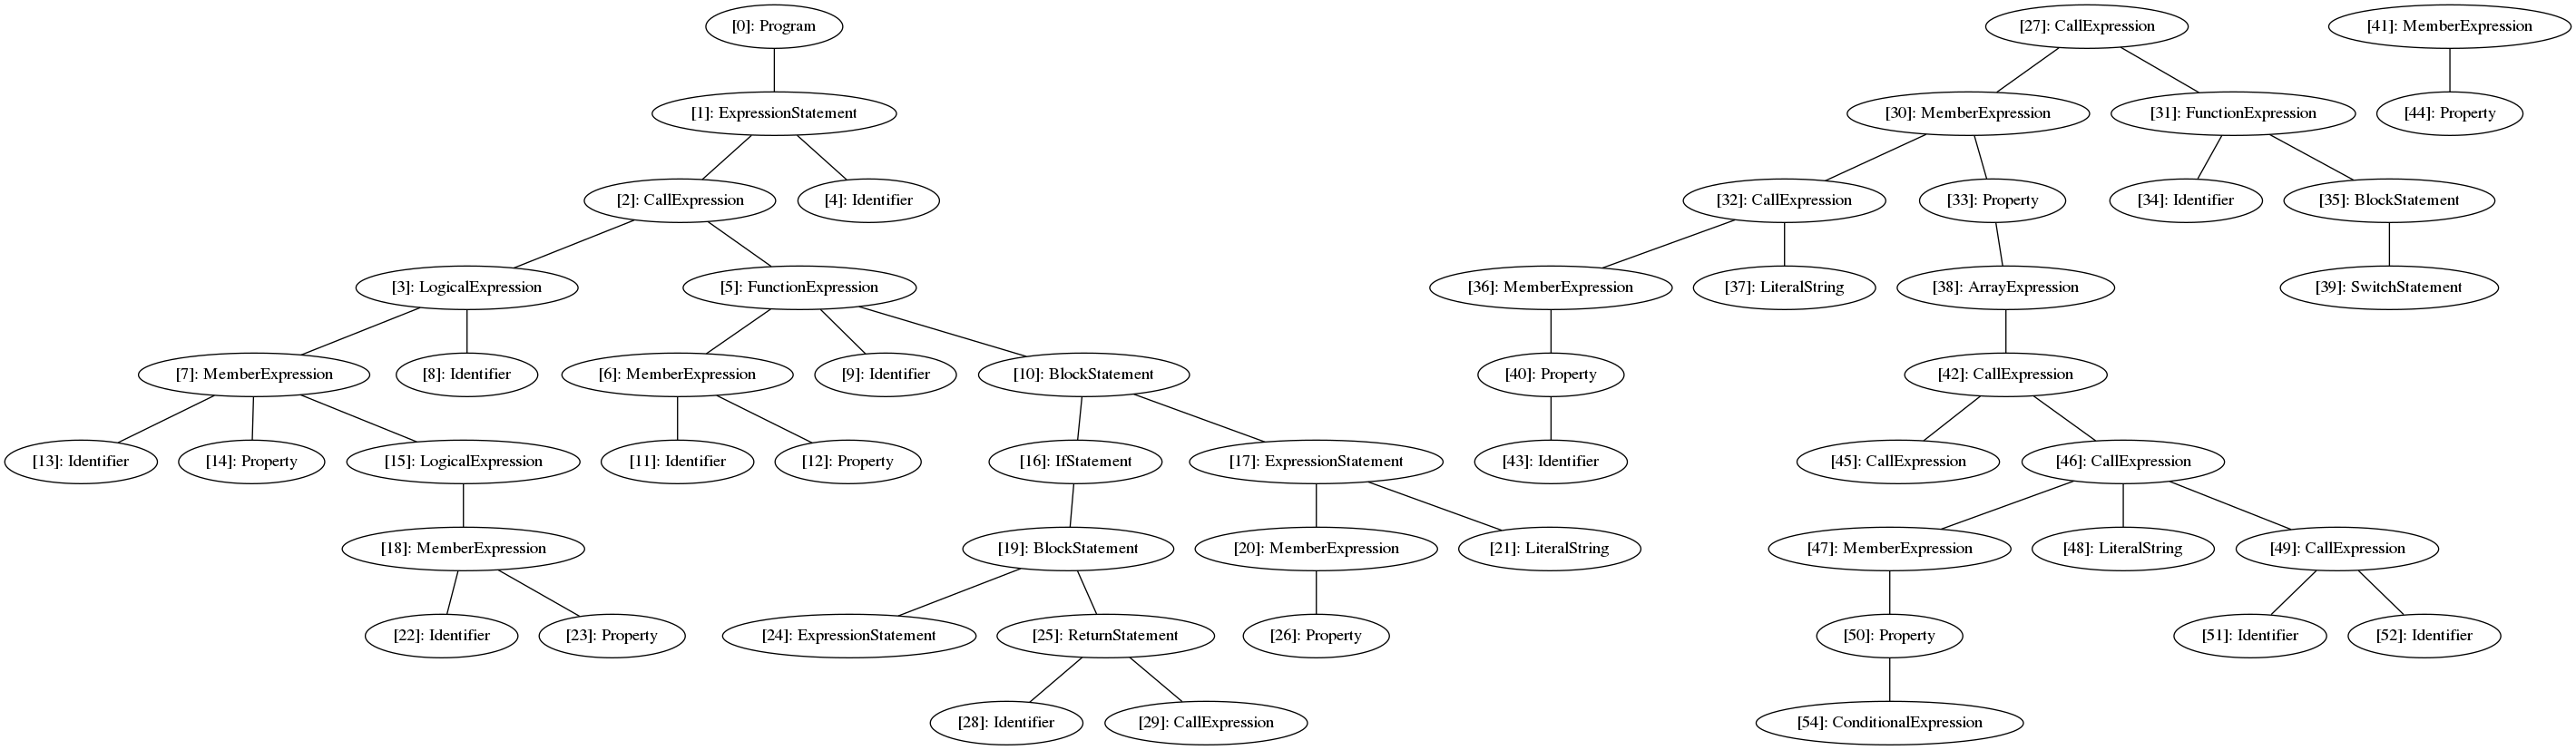 [0]: Program
[27]: CallExpression
[41]: MemberExpression
[1]: ExpressionStatement
[30]: MemberExpression
[31]: FunctionExpression
[44]: Property
[2]: CallExpression
[4]: Identifier
[32]: CallExpression
[33]: Property
[34]: Identifier
[35]: BlockStatement
[3]: LogicalExpression
[5]: FunctionExpression
[36]: MemberExpression
[37]: LiteralString
[38]: ArrayExpression
[39]: SwitchStatement
[7]: MemberExpression
[8]: Identifier
[6]: MemberExpression
[9]: Identifier
[10]: BlockStatement
[40]: Property
[42]: CallExpression
[13]: Identifier
[14]: Property
[15]: LogicalExpression
[11]: Identifier
[12]: Property
[16]: IfStatement
[17]: ExpressionStatement
[43]: Identifier
[45]: CallExpression
[46]: CallExpression
[18]: MemberExpression
[19]: BlockStatement
[20]: MemberExpression
[21]: LiteralString
[47]: MemberExpression
[48]: LiteralString
[49]: CallExpression
[22]: Identifier
[23]: Property
[24]: ExpressionStatement
[25]: ReturnStatement
[26]: Property
[50]: Property
[51]: Identifier
[52]: Identifier
[28]: Identifier
[29]: CallExpression
[54]: ConditionalExpression